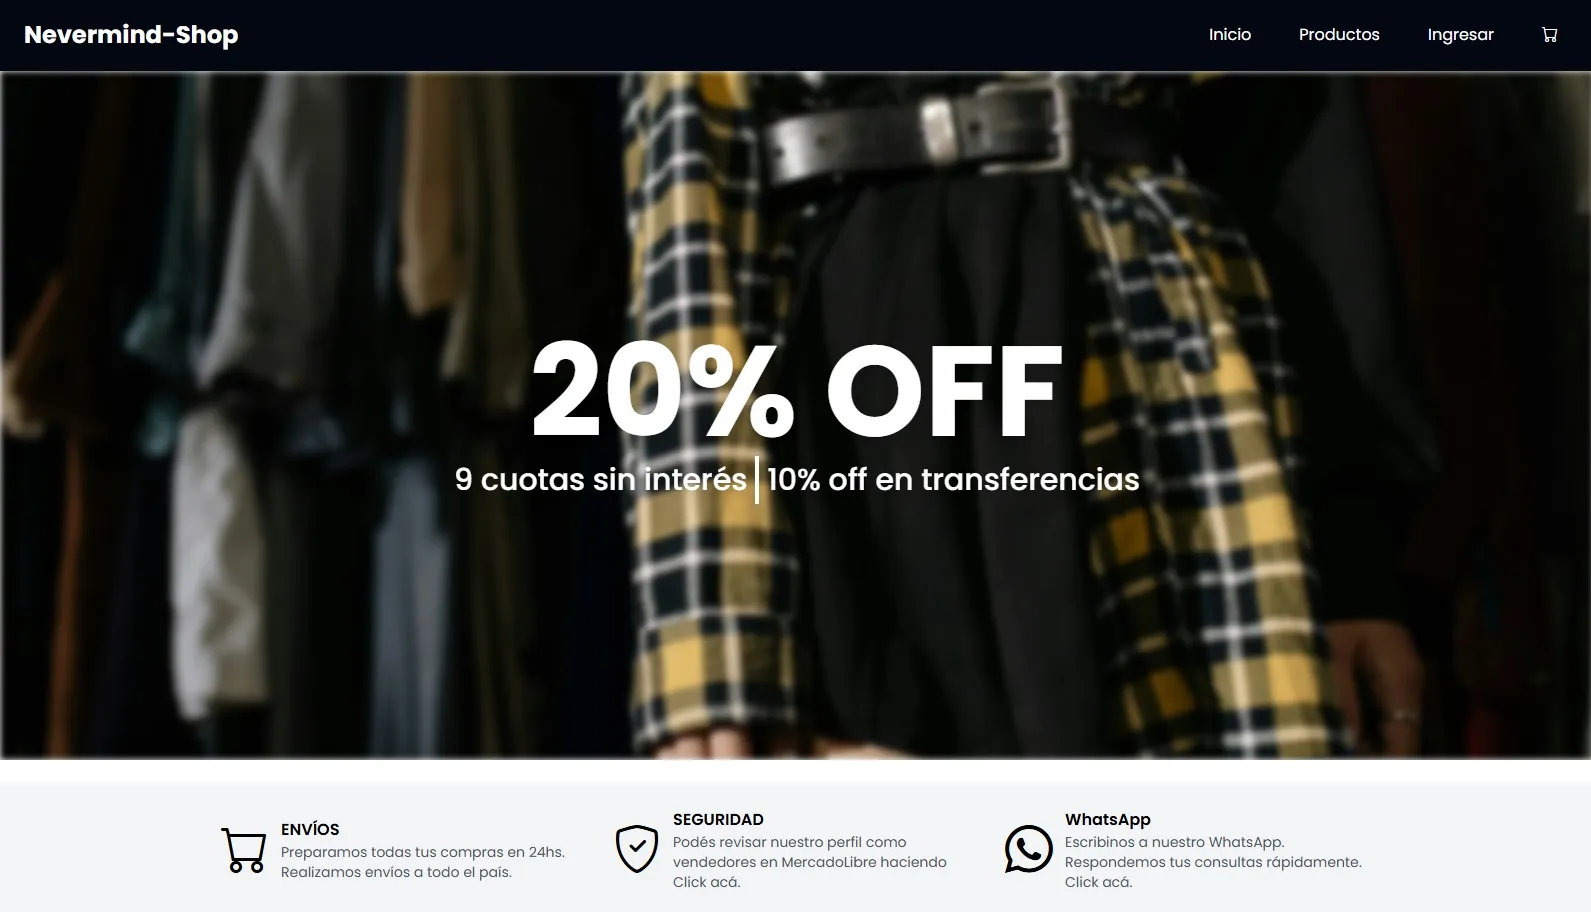 Nevermind-Shop
Inicio
Productos
Ingresar
20% OFF
9 cuotas sin interés | 10% off en transferencias
ENVÍOS
Preparamos todas tus compras en 24hs.
Realizamos envíos a todo el país.
SEGURIDAD
Podés revisar nuestro perfil como
vendedores en MercadoLibre haciendo
Click acá.
WhatsApp
Escribinos a nuestro WhatsApp.
Respondemos tus consultas rápidamente.
Click acá.